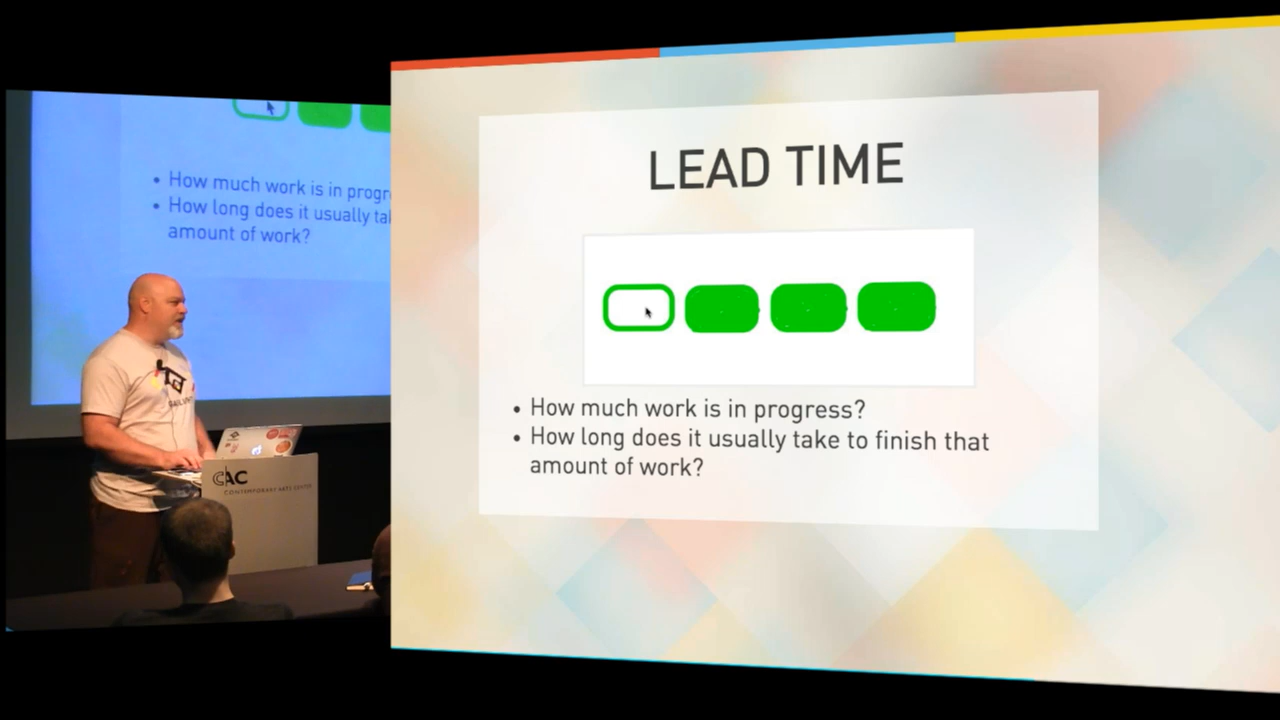 How much work is in progr
How long does it usually ta
amount of work?
CAC
CONTEMPORARY ARTS CENTER
LEAD TIME
How much work is in progress?
How long does it usually take to finish that
amount of work?